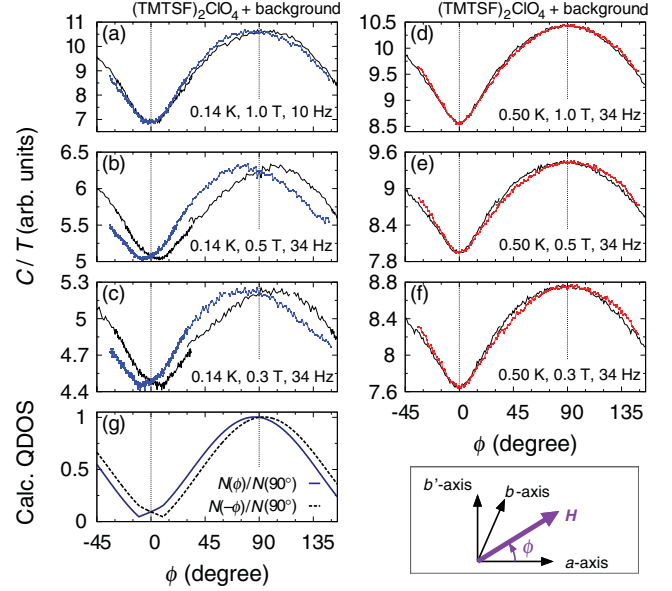 (TMTSF)₂ClO₄ + background
(TMTSF)₂ClO₄ + background
C / T (arb. units)
(a)
11
10
9
8
7
0.14 K, 1.0 T, 10 Hz
(d)
10.5
10
9.5
9
8.5
0.50 K, 1.0 T, 34 Hz
(b)
6.5
6
5.5
5
0.14 K, 0.5 T, 34 Hz
(e)
9.6
9
8.4
7.8
0.50 K, 0.5 T, 34 Hz
(c)
5.3
5
4.7
4.4
0.14 K, 0.3 T, 34 Hz
(f)
8.8
8.4
8
7.6
0.50 K, 0.3 T, 34 Hz
-45 0 45 90 135
ϕ (degree)
Calc. QDOS
(g)
1
0.5
0
N(ϕ)/N(90°)
N(−ϕ)/N(90°)
-45 0 45 90 135
ϕ (degree)
b'-axis
b-axis
H
ϕ
a-axis